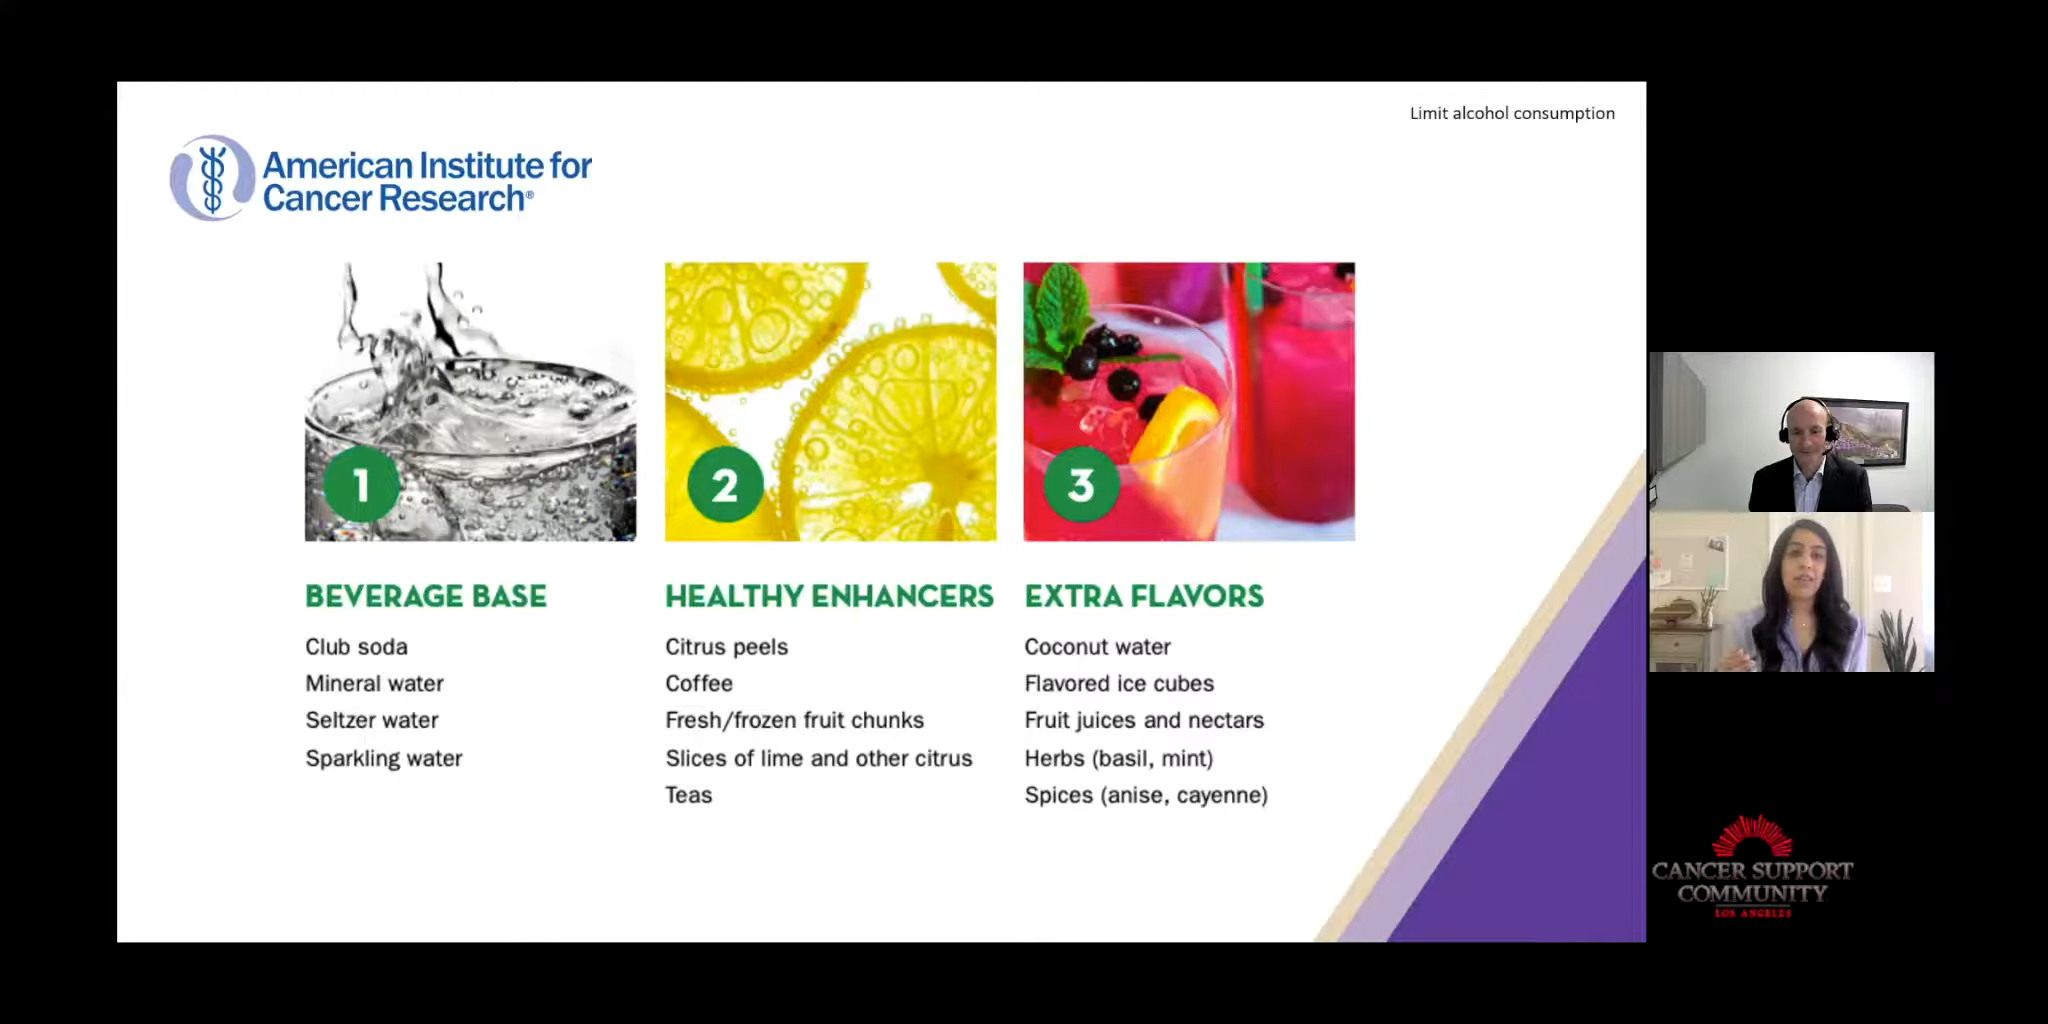 Limit alcohol consumption
American Institute for
Cancer Research®
1
2
3
BEVERAGE BASE
Club soda
Mineral water
Seltzer water
Sparkling water
HEALTHY ENHANCERS
Citrus peels
Coffee
Fresh/frozen fruit chunks
Slices of lime and other citrus
Teas
EXTRA FLAVORS
Coconut water
Flavored ice cubes
Fruit juices and nectars
Herbs (basil, mint)
Spices (anise, cayenne)
CANCER SUPPORT
COMMUNITY
LOS ANGELES